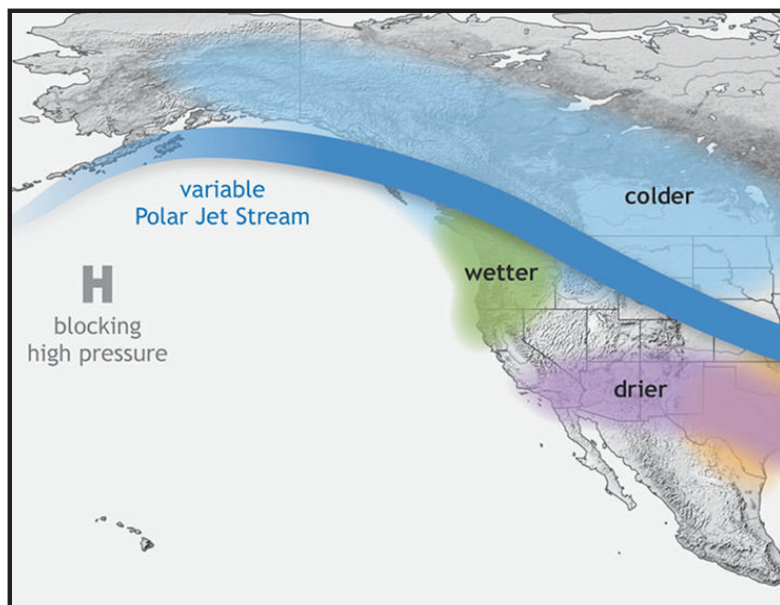 colder
variable
Polar Jet Stream
wetter
H
blocking
high pressure
drier